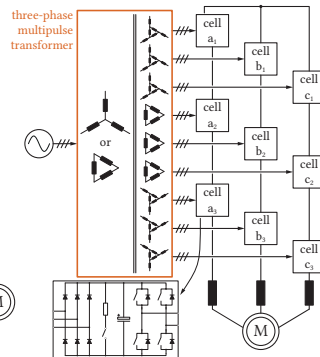 three-phase
multipulse
transformer
or
cell
a1
cell
b1
cell
c1
cell
a2
cell
b2
cell
c2
cell
a3
cell
b3
cell
c3
M
M